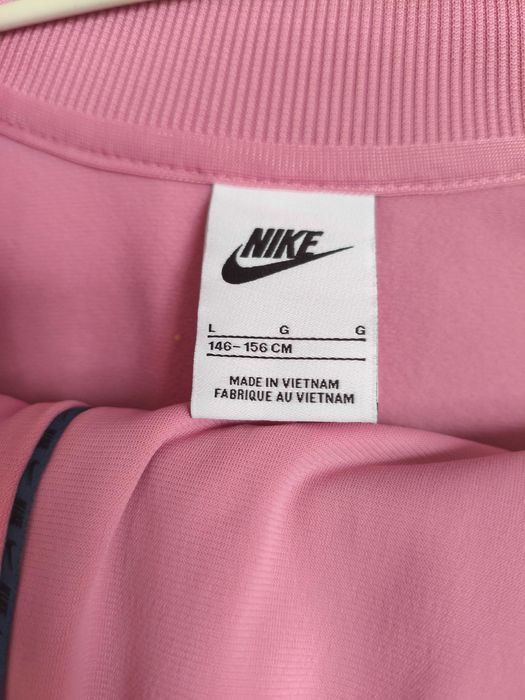 NIKE
L G G
146-156 CM
MADE IN VIETNAM
FABRIQUE AU VIETNAM